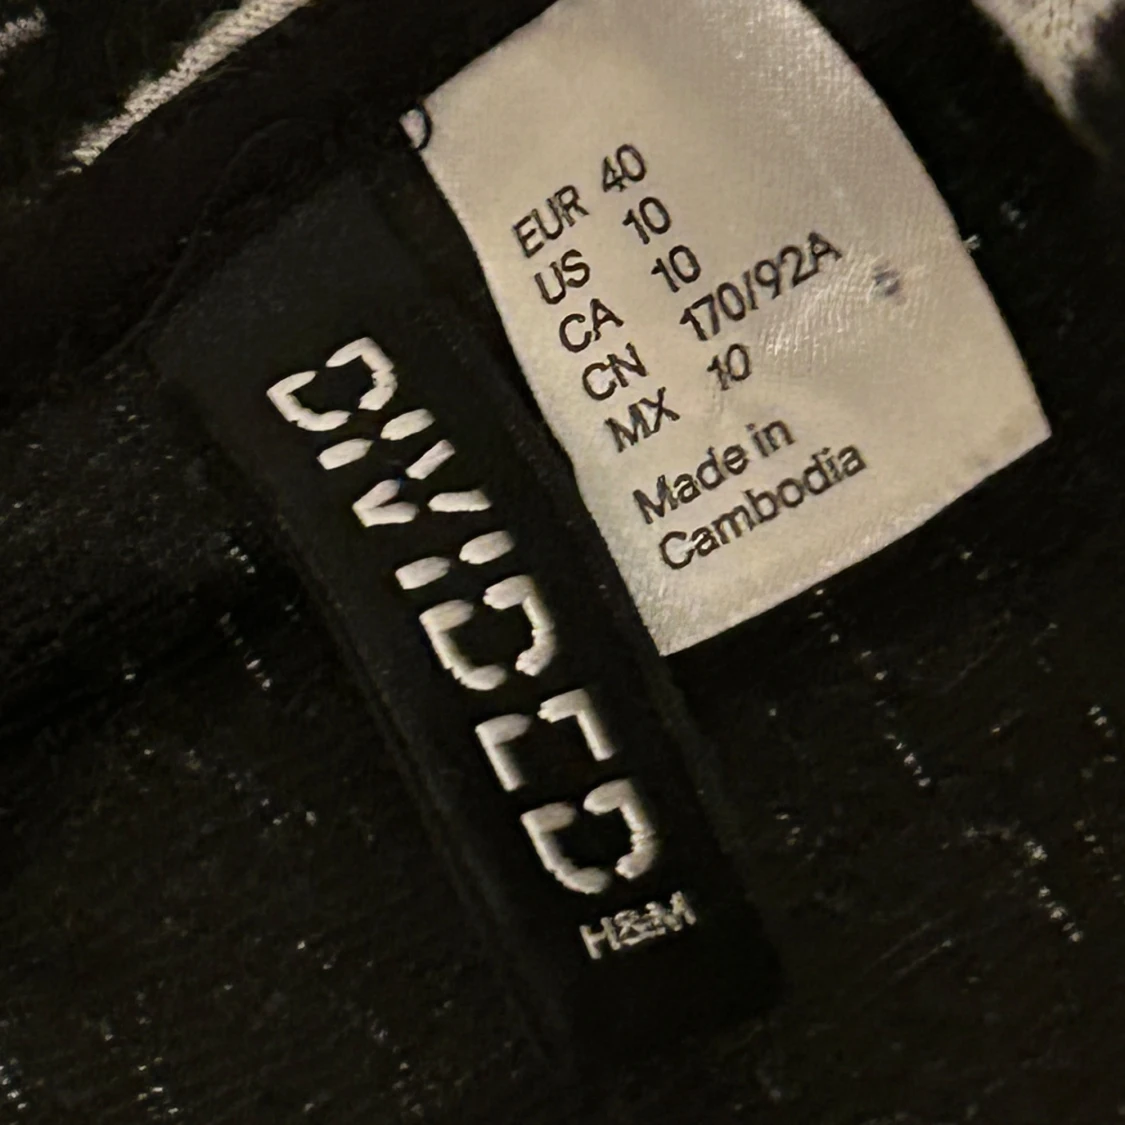 DIVIDED
H&M
EUR 40
US 10
CA 10
CN 170/92A
MX 10
Made in
Cambodia